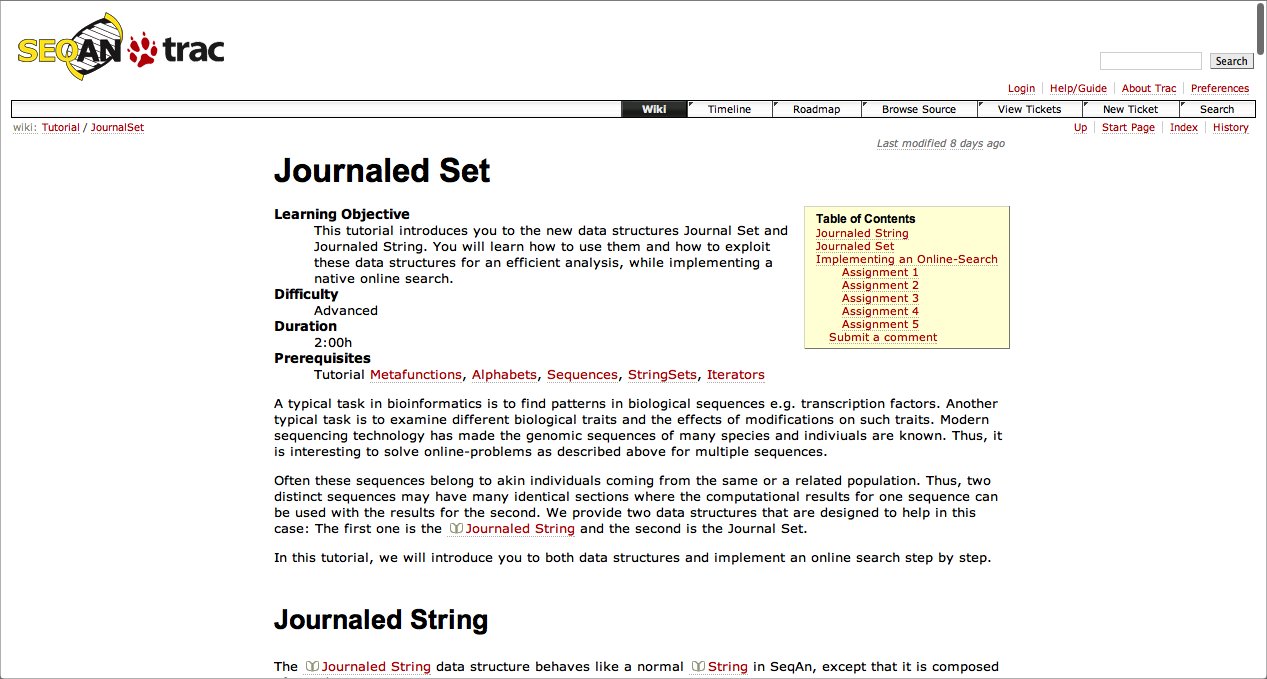 SEQAN trac
Search
Login Help/Guide About Trac Preferences
Wiki Timeline Roadmap Browse Source View Tickets New Ticket Search
wiki: Tutorial / JournalSet
Up Start Page Index History
Last modified 8 days ago
Journaled Set
Learning Objective
This tutorial introduces you to the new data structures Journal Set and
Journaled String. You will learn how to use them and how to exploit
these data structures for an efficient analysis, while implementing a
native online search.
Difficulty
Advanced
Duration
2:00h
Prerequisites
Tutorial Metafunctions, Alphabets, Sequences, StringSets, Iterators
Table of Contents
Journaled String
Journaled Set
Implementing an Online-Search
Assignment 1
Assignment 2
Assignment 3
Assignment 4
Assignment 5
Submit a comment
A typical task in bioinformatics is to find patterns in biological sequences e.g. transcription factors. Another
typical task is to examine different biological traits and the effects of modifications on such traits. Modern
sequencing technology has made the genomic sequences of many species and indiviuals are known. Thus, it
is interesting to solve online-problems as described above for multiple sequences.
Often these sequences belong to akin individuals coming from the same or a related population. Thus, two
distinct sequences may have many identical sections where the computational results for one sequence can
be used with the results for the second. We provide two data structures that are designed to help in this
case: The first one is the Journaled String and the second is the Journal Set.
In this tutorial, we will introduce you to both data structures and implement an online search step by step.
Journaled String
The Journaled String data structure behaves like a normal String in SeqAn, except that it is composed